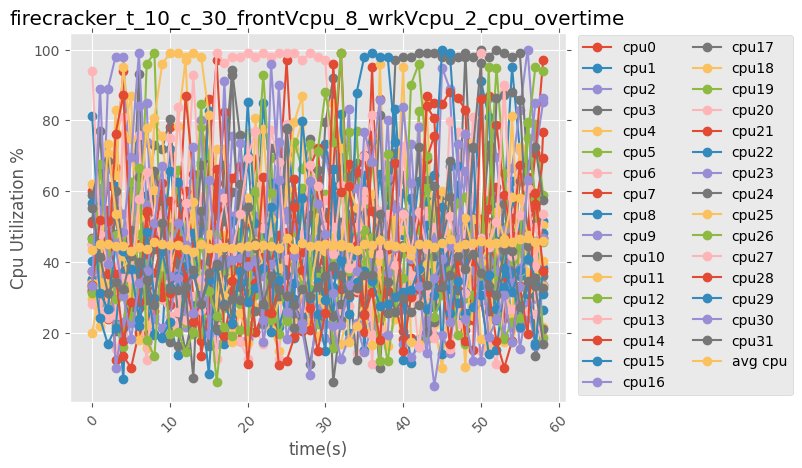 firecracker_t_10_c_30_frontVcpu_8_wrkVcpu_2_cpu_overtime
Cpu Utilization %
100
80
60
40
20
0
10
20
30
40
50
60
time(s)
cpu0
cpu1
cpu2
cpu3
cpu4
cpu5
cpu6
cpu7
cpu8
cpu9
cpu10
cpu11
cpu12
cpu13
cpu14
cpu15
cpu16
cpu17
cpu18
cpu19
cpu20
cpu21
cpu22
cpu23
cpu24
cpu25
cpu26
cpu27
cpu28
cpu29
cpu30
cpu31
avg cpu